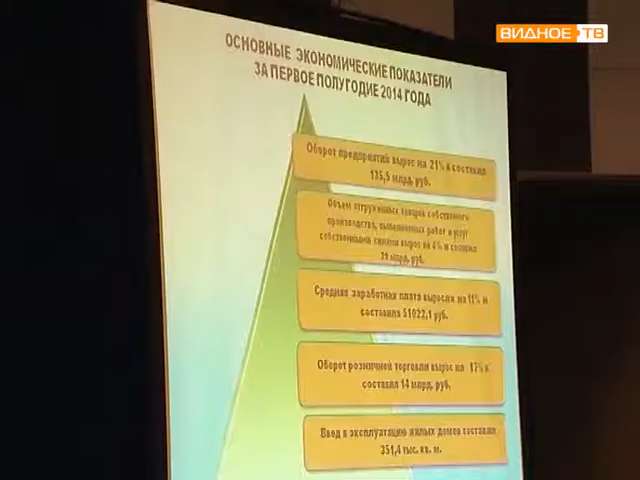 ВИДНОЕ ТВ
ОСНОВНЫЕ ЭКОНОМИЧЕСКИЕ ПОКАЗАТЕЛИ
ЗА ПЕРВОЕ ПОЛУГОДИЕ 2014 ГОДА
Оборот предприятий вырос на 21% и составил
135,5 млрд. руб.
Объем отгруженных товаров собственного
производства, выполненных работ и услуг
собственными силами вырос на 4% и составил
39 млрд. руб.
Средняя заработная плата выросла на 11% и
составила 51022,1 руб.
Оборот розничной торговли вырос на 17% и
составил 14 млрд. руб.
Ввод в эксплуатацию жилых домов составил
351,4 тыс. кв. м.